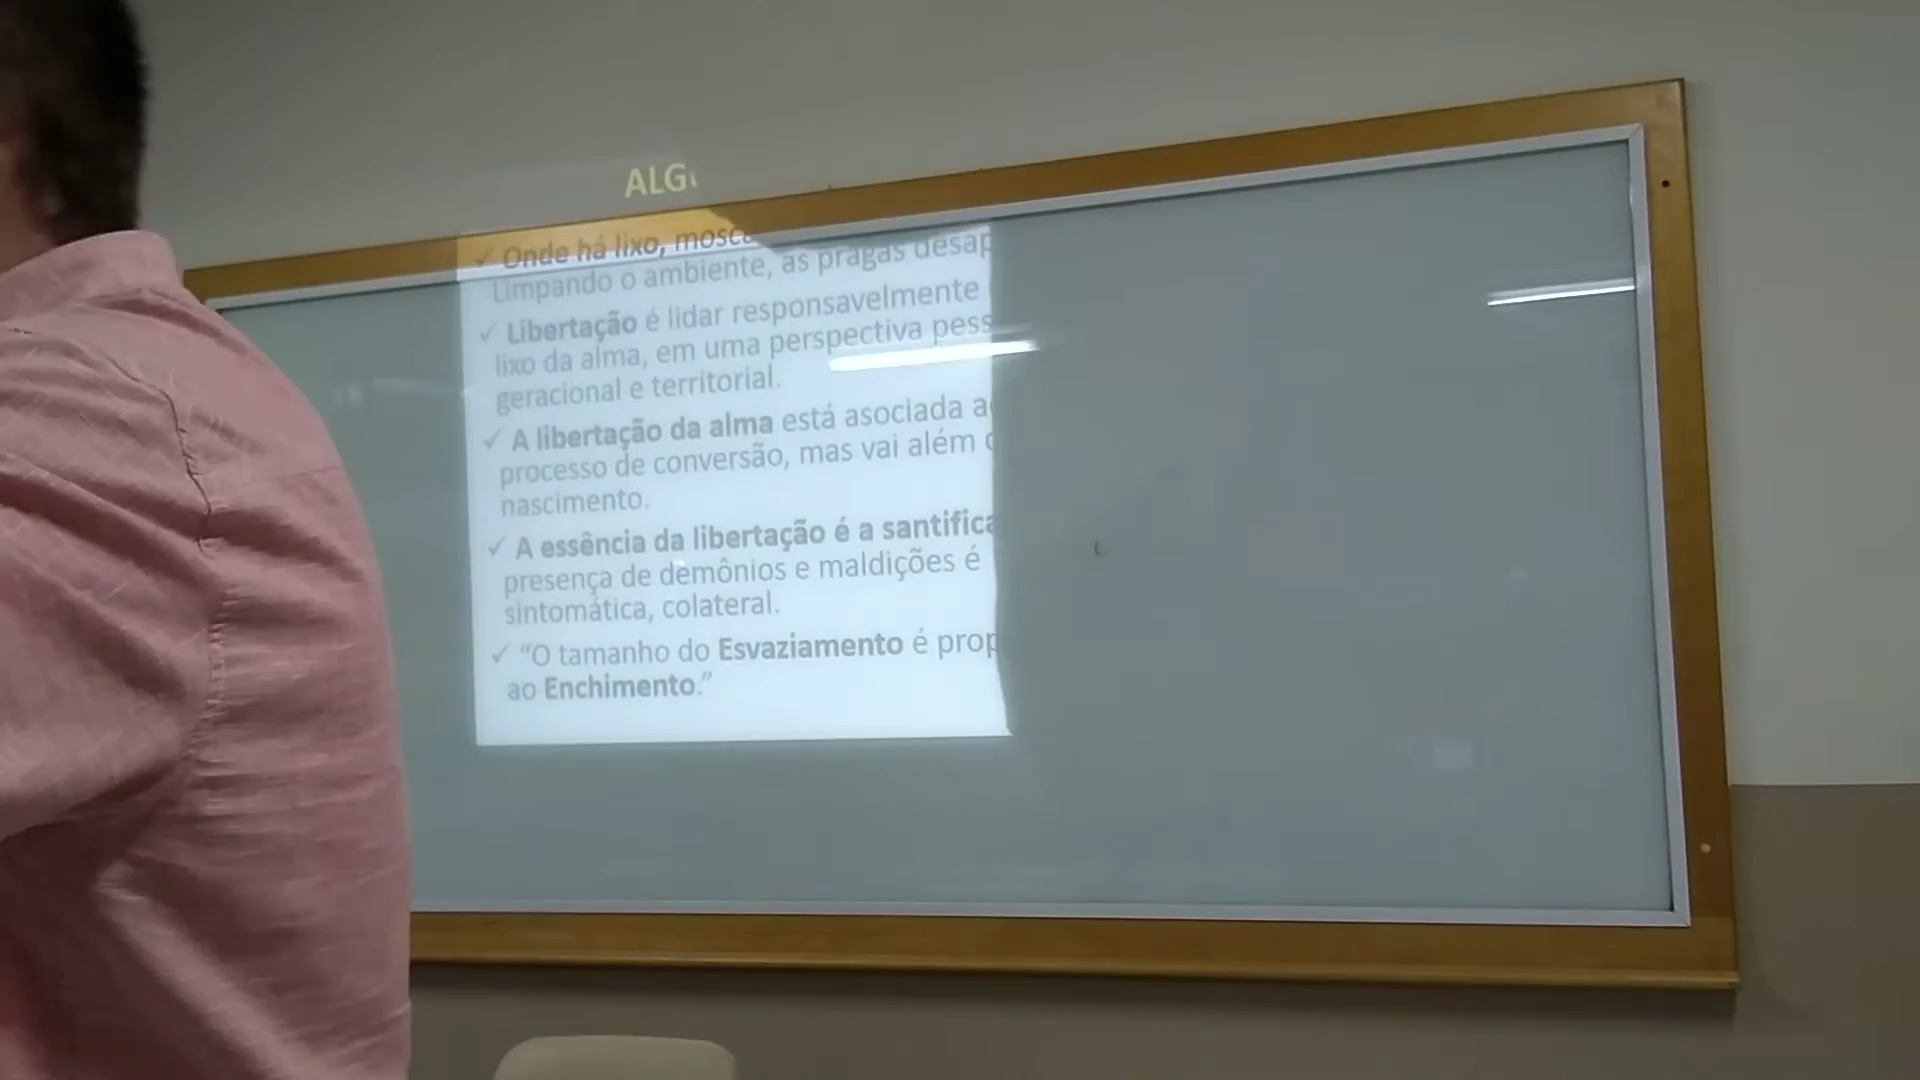 ALG
✓ Onde há lixo, mosca
Limpando o ambiente, as pragas desap
✓ Libertação é lidar responsavelmente
lixo da alma, em uma perspectiva pess
geracional e territorial.
✓ A libertação da alma está asociada a
processo de conversão, mas vai além
nascimento.
✓ A essência da libertação é a santifica
presença de demônios e maldições é
sintomática, colateral.
✓ "O tamanho do Esvaziamento é prop
ao Enchimento."